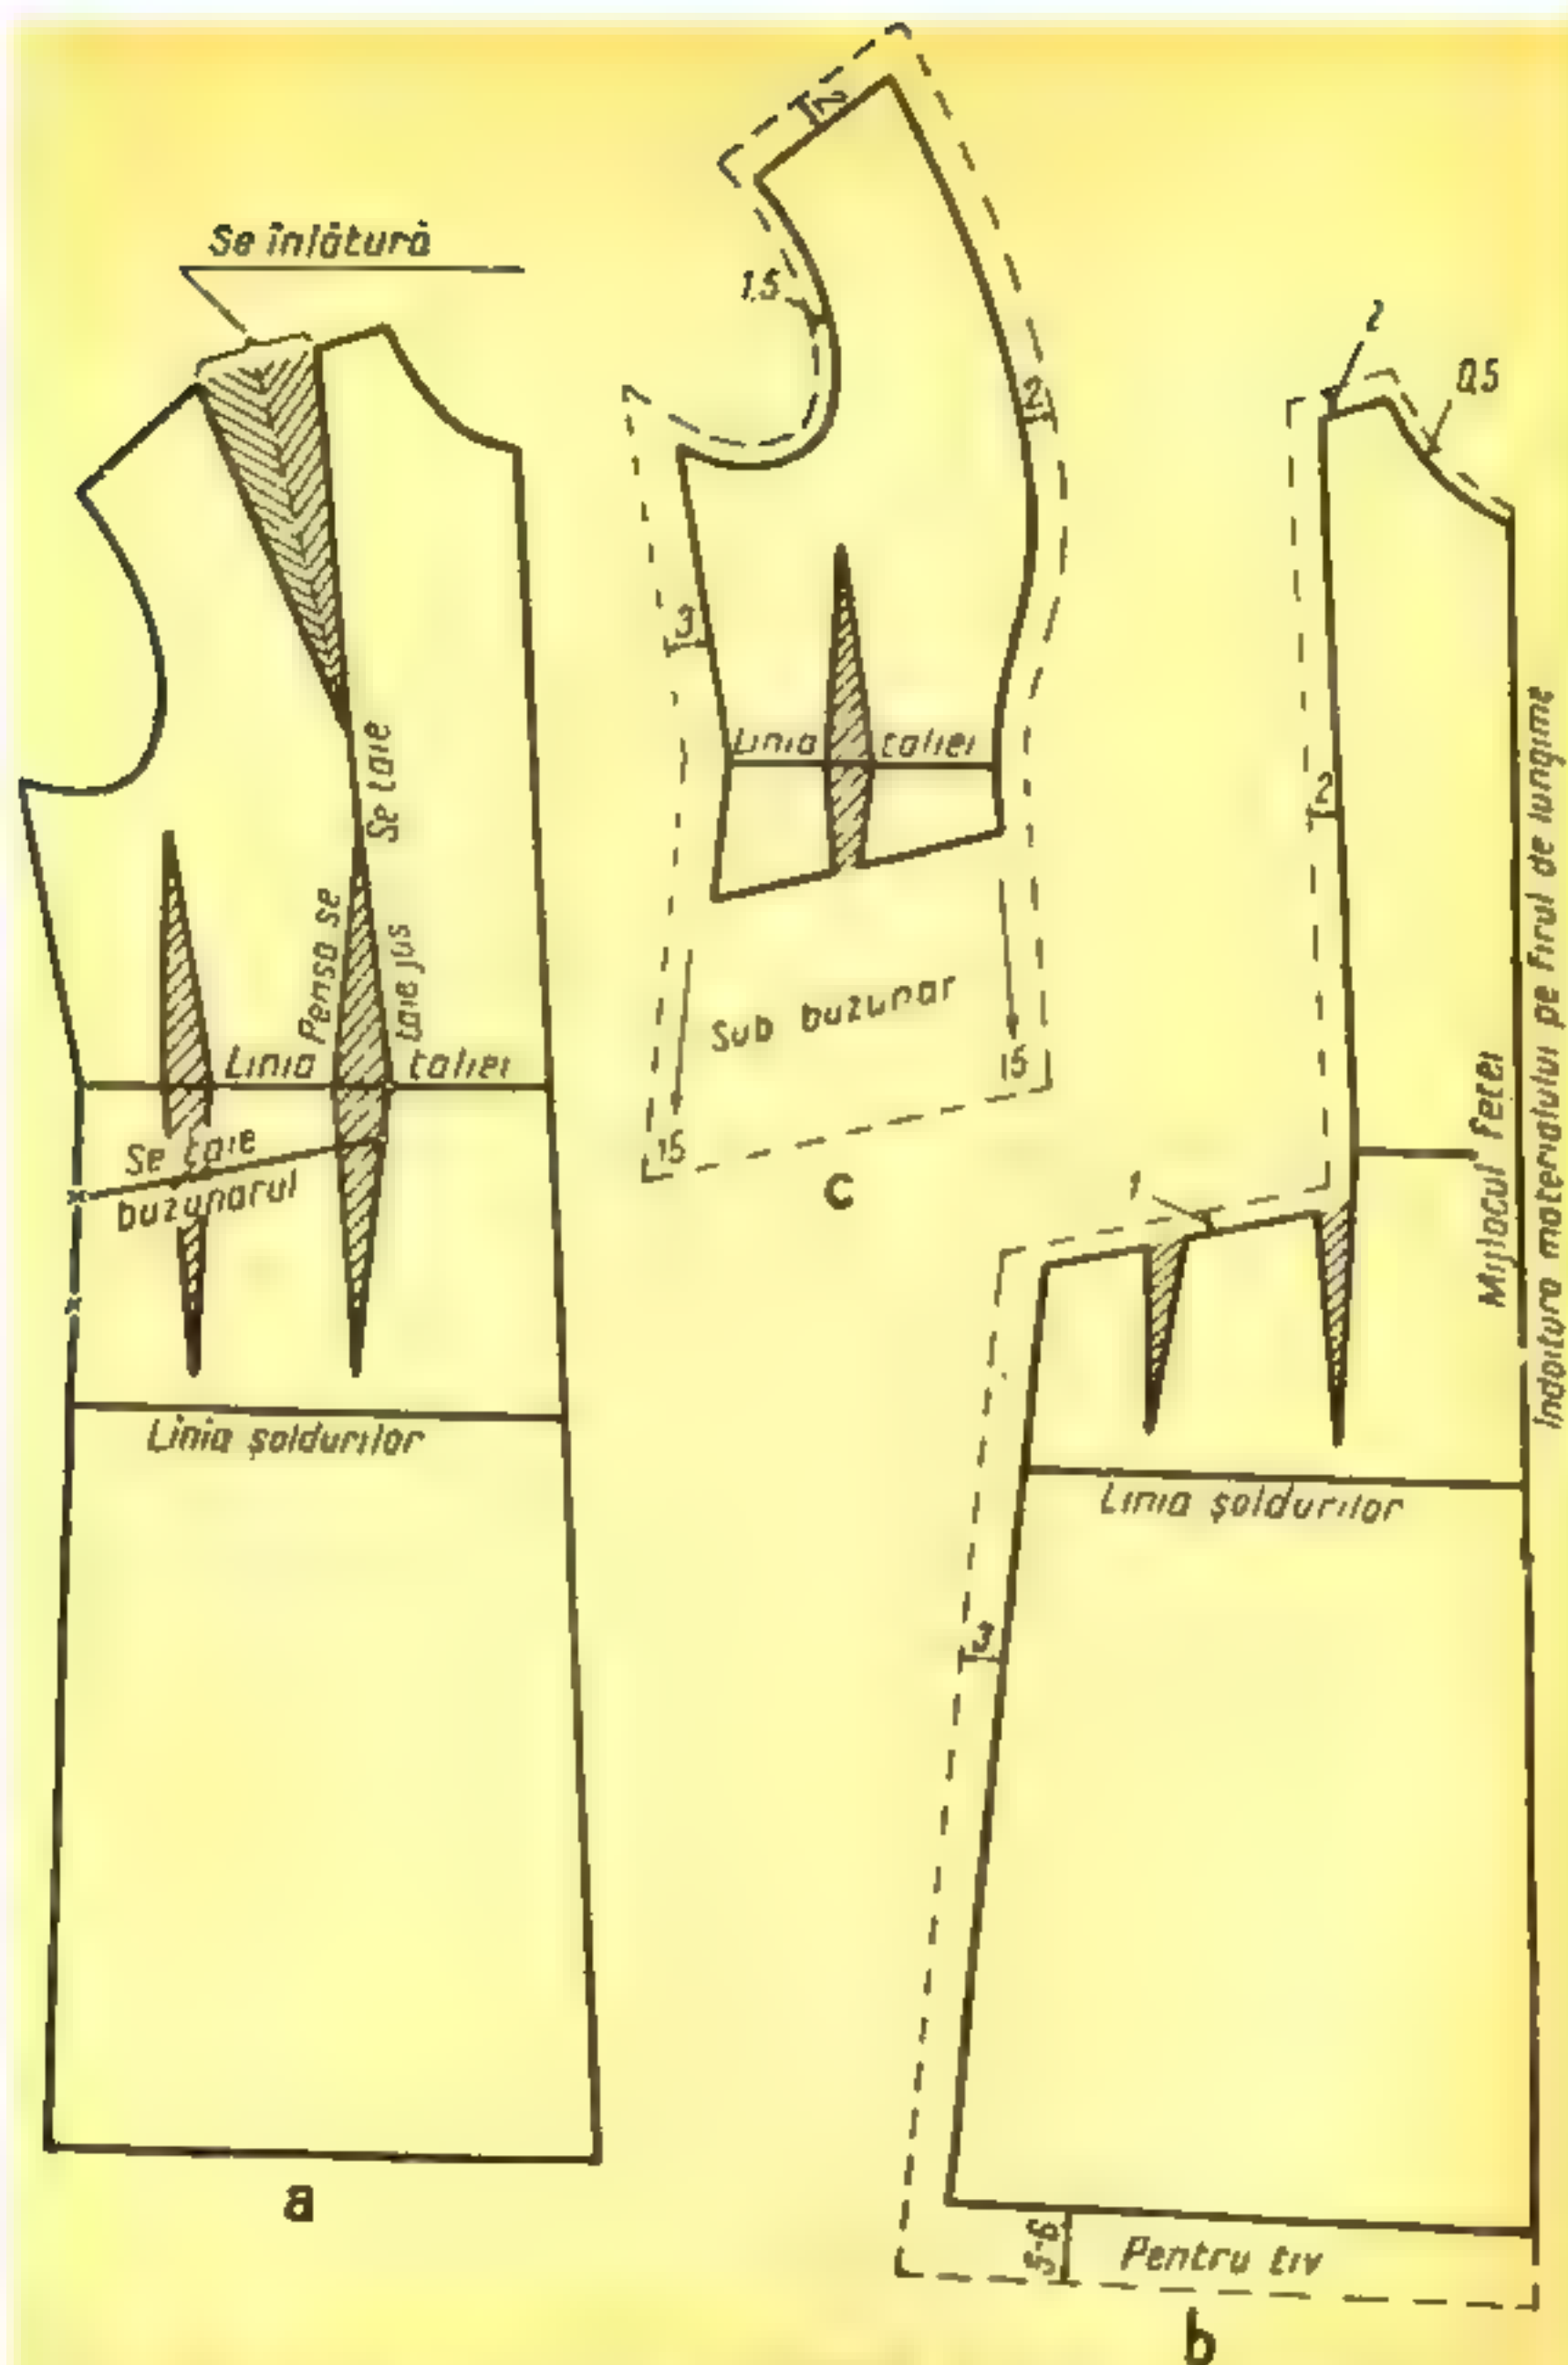 Se înlătură
Se taie
Pensa se
taie jos
Linia taliei
Se taie
buzunarul
Linia șoldurilor
a
2
1.5
2
3
Linia taliei
Sub buzunar
15
15
c
2
0,5
2
Mijlocul feței
Indoitura materialului pe firul de lungime
1
Linia șoldurilor
3
5-6
Pentru tiv
b